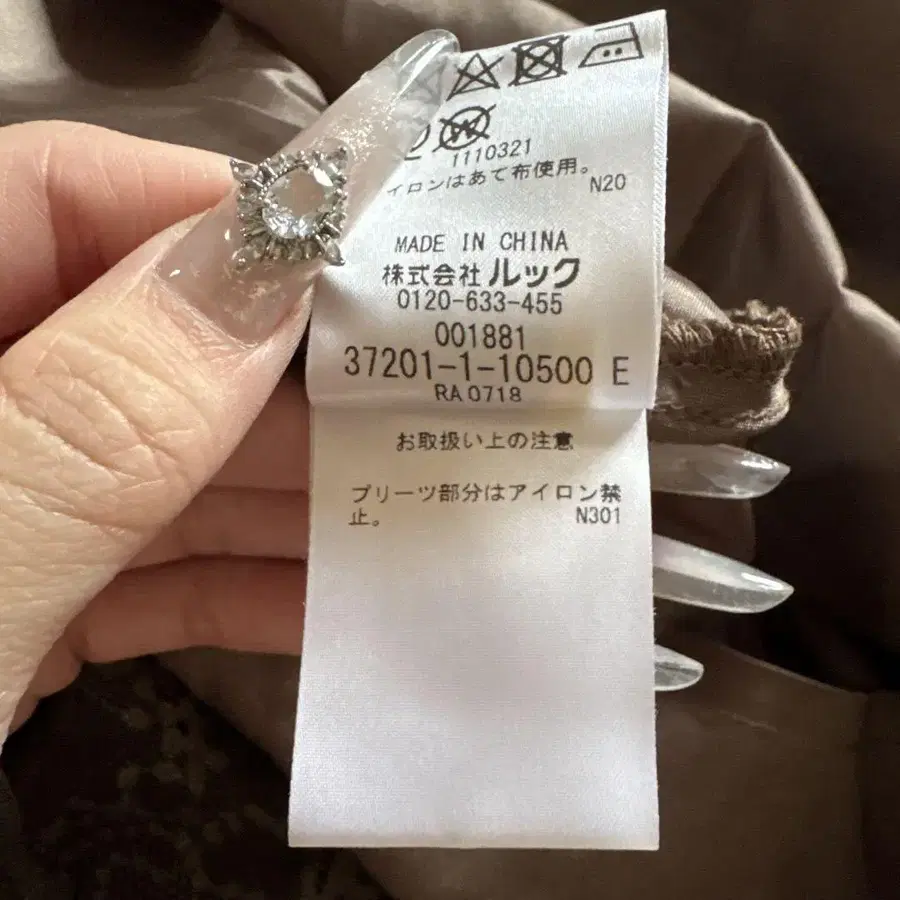 1110321
イロンはあて布使用。
N20
MADE IN CHINA
株式会社 ルック
0120-633-455
001881
37201-1-10500 E
RA 0718
お取扱い上の注意
プリーツ部分はアイロン禁
止。
N301